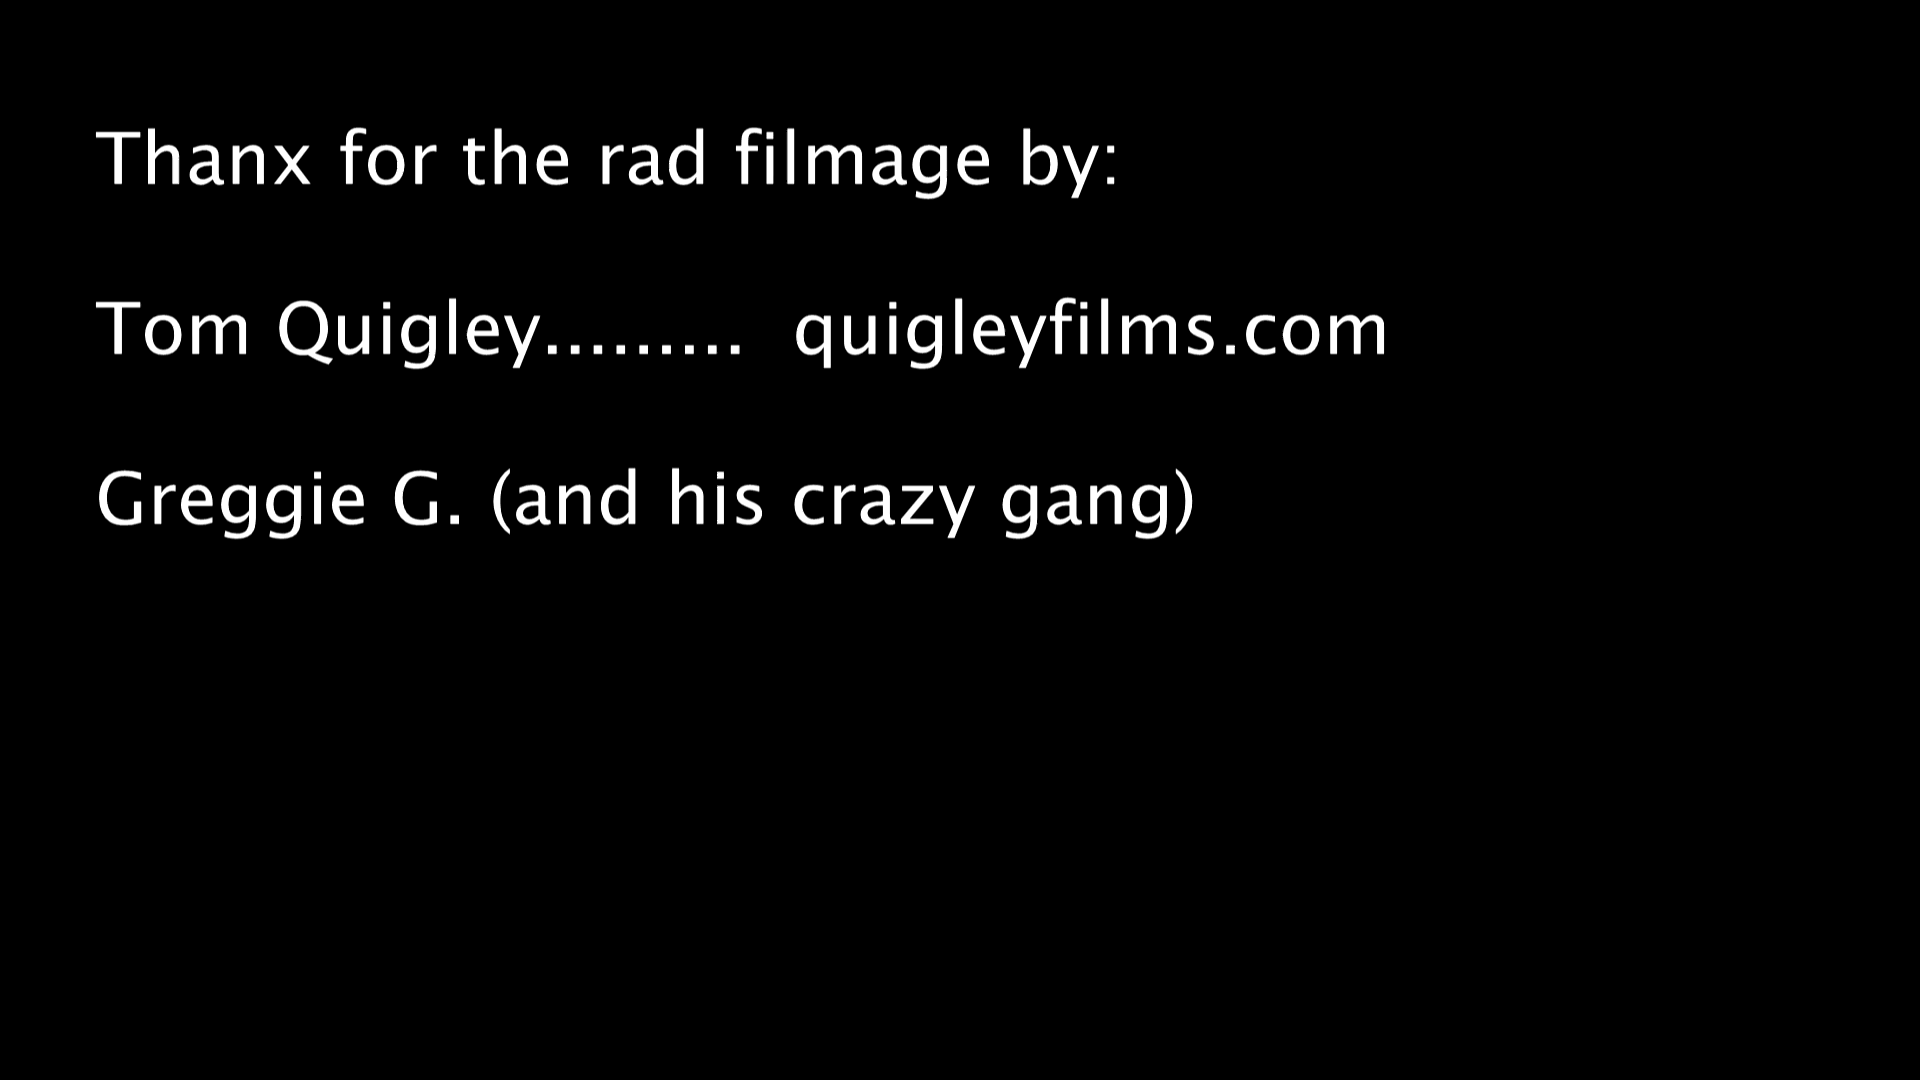 Thanx for the rad filmage by:
Tom Quigley.........  quigleyfilms.com
Greggie G. (and his crazy gang)